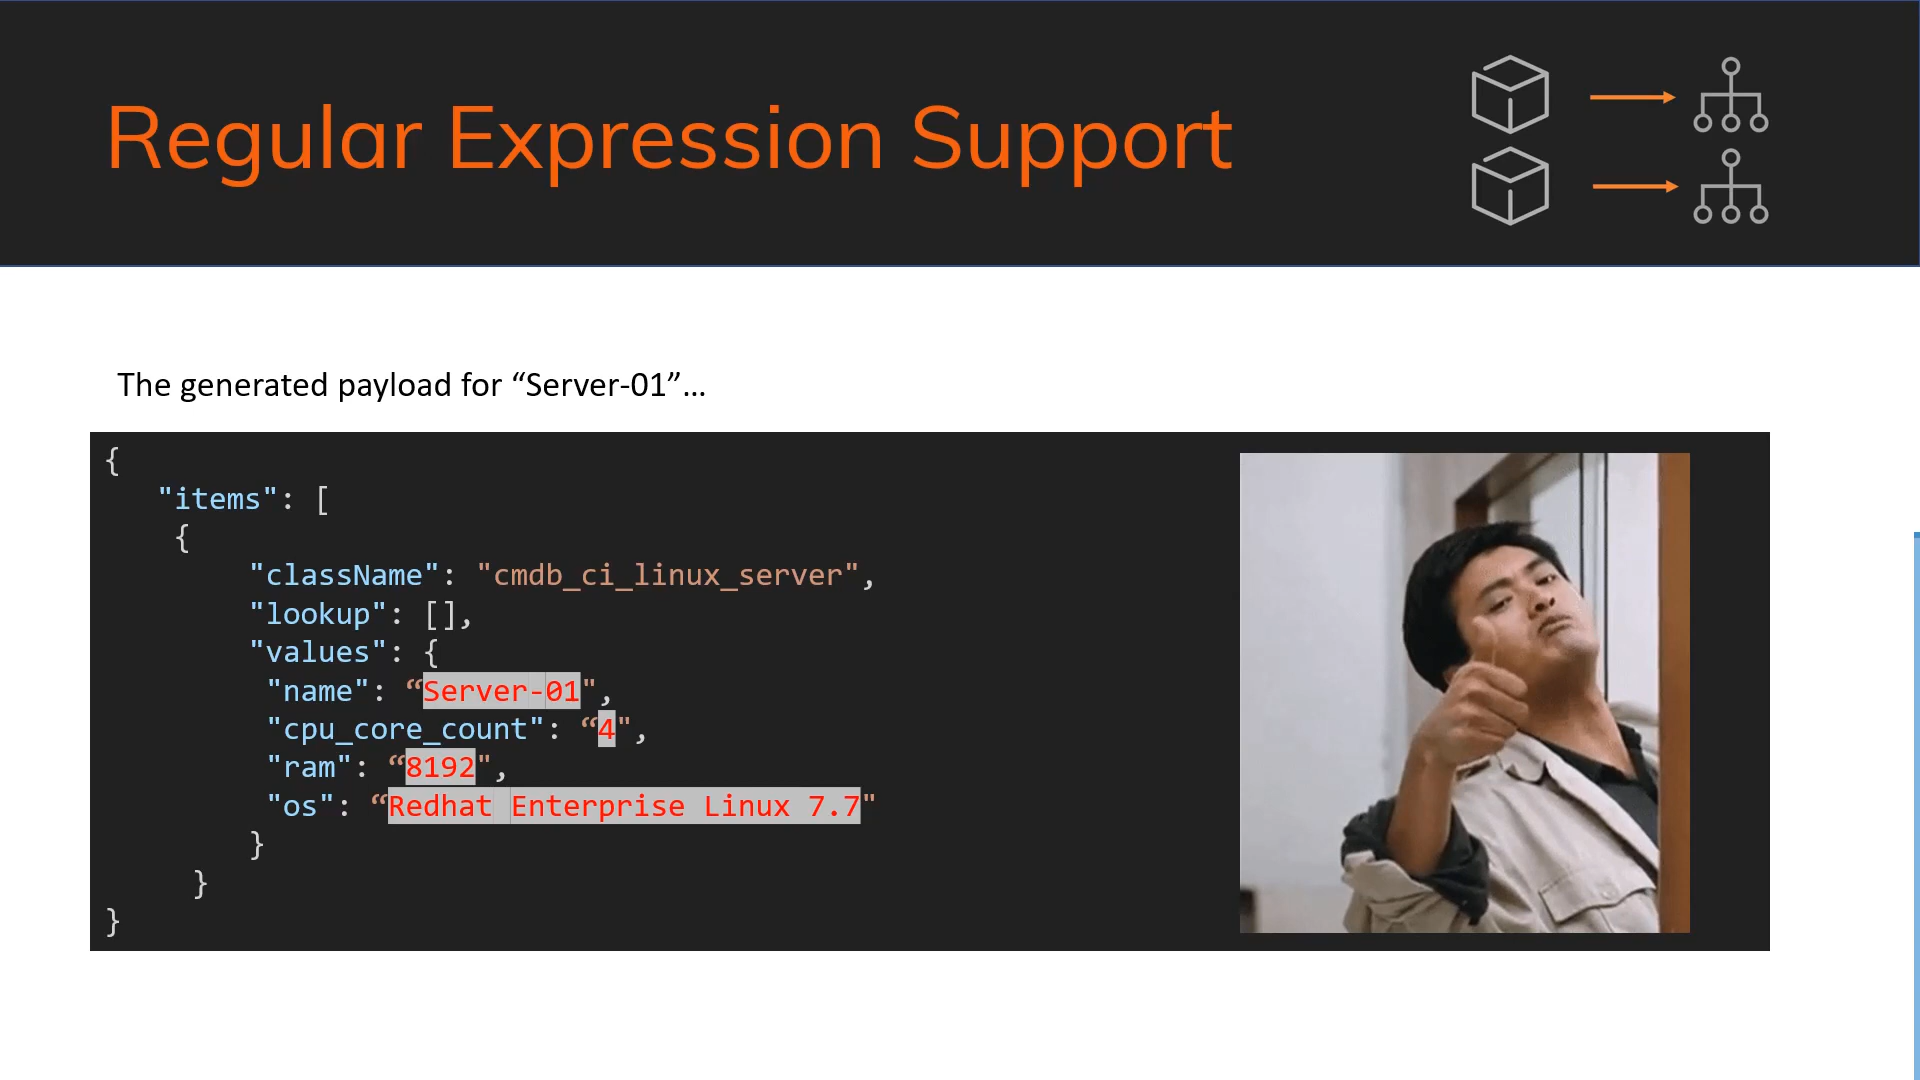 Regular Expression Support
The generated payload for “Server-01”...
{
"items": [
{
"className": "cmdb_ci_linux_server",
"lookup": [],
"values": {
"name": “Server-01",
"cpu_core_count": “4",
"ram": “8192",
"os": “Redhat Enterprise Linux 7.7"
}
}
}